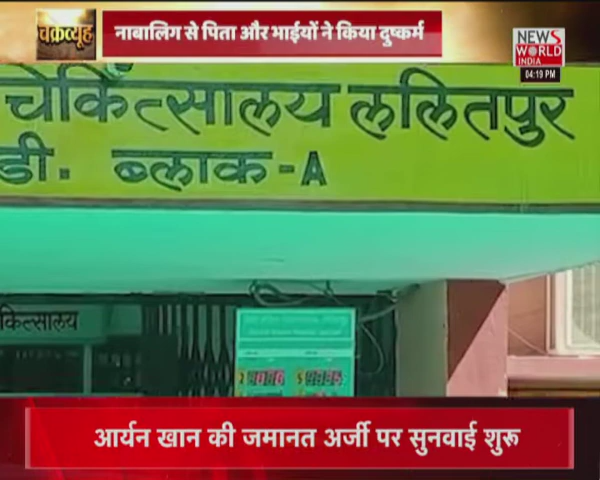 चक्रव्यूह
नाबालिग से पिता और भाईयों ने किया दुष्कर्म
NEWS
WORLD
INDIA
04:19 PM
चिकित्सालय ललितपुर
डी. ब्लाक-A
कित्सालय
आर्यन खान की जमानत अर्जी पर सुनवाई शुरू